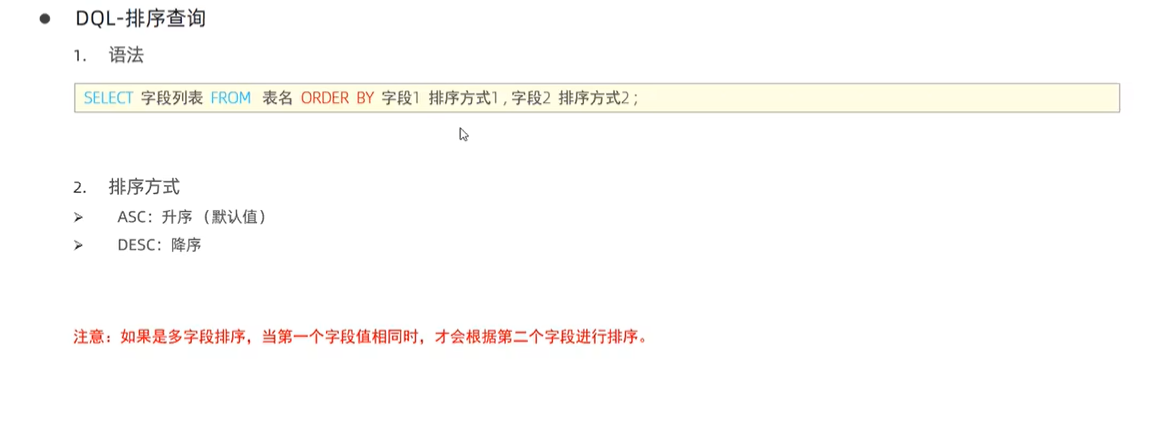 ● DQL-排序查询
1. 语法
SELECT 字段列表 FROM 表名 ORDER BY 字段1 排序方式1 , 字段2 排序方式2 ;
2. 排序方式
➢ ASC：升序（默认值）
➢ DESC：降序
注意：如果是多字段排序，当第一个字段值相同时，才会根据第二个字段进行排序。